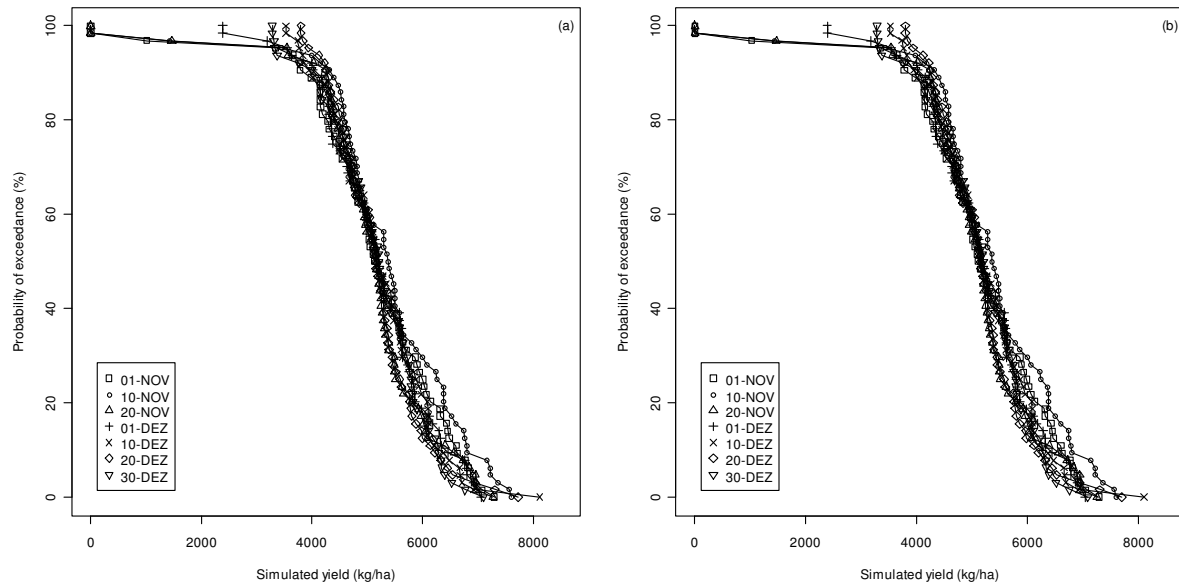 (a)
100
80
60
40
20
0
Probability of exceedance (%)
01-NOV
10-NOV
20-NOV
01-DEZ
10-DEZ
20-DEZ
30-DEZ
0 2000 4000 6000 8000
Simulated yield (kg/ha)
(b)
100
80
60
40
20
0
Probability of exceedance (%)
01-NOV
10-NOV
20-NOV
01-DEZ
10-DEZ
20-DEZ
30-DEZ
0 2000 4000 6000 8000
Simulated yield (kg/ha)